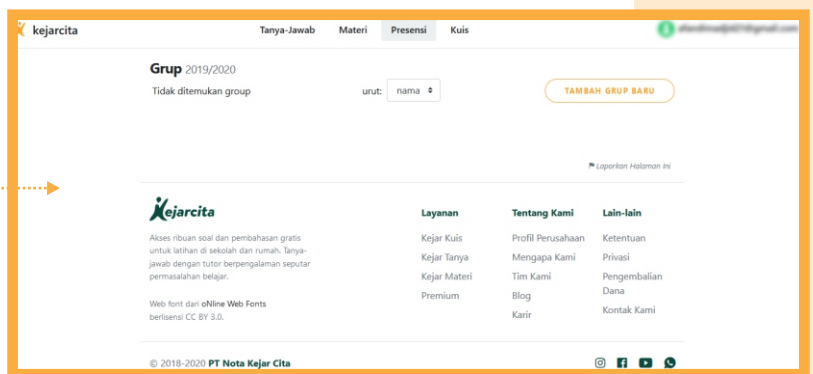 kejarcita
Tanya-Jawab Materi Presensi Kuis
Grup 2019/2020
Tidak ditemukan group
urut: nama
TAMBAH GRUP BARU
Laporkan Halaman Ini
Kejarcita
Akses ribuan soal dan pembahasan gratis
untuk latihan di sekolah dan rumah. Tanya-
jawab dengan tutor berpengalaman seputar
permasalahan belajar.
Web font dari oNline Web Fonts
berlisensi CC BY 3.0.
Layanan
Kejar Kuis
Kejar Tanya
Kejar Materi
Premium
Tentang Kami
Profil Perusahaan
Mengapa Kami
Tim Kami
Blog
Karir
Lain-lain
Ketentuan
Privasi
Pengembalian
Dana
Kontak Kami
© 2018-2020 PT Nota Kejar Cita